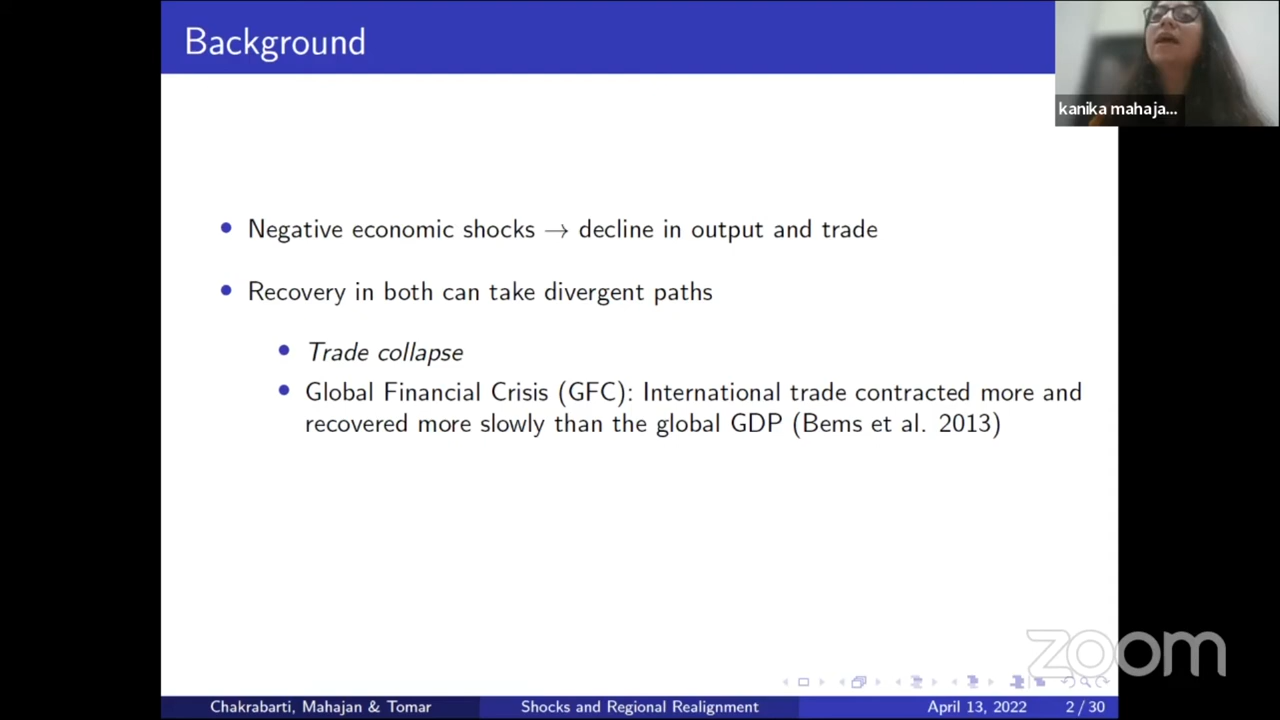 Background
kanika mahaja...
• Negative economic shocks → decline in output and trade
• Recovery in both can take divergent paths
• Trade collapse
• Global Financial Crisis (GFC): International trade contracted more and
recovered more slowly than the global GDP (Bems et al. 2013)
zoom
Chakrabarti, Mahajan & Tomar
Shocks and Regional Realignment
April 13, 2022
2 / 30